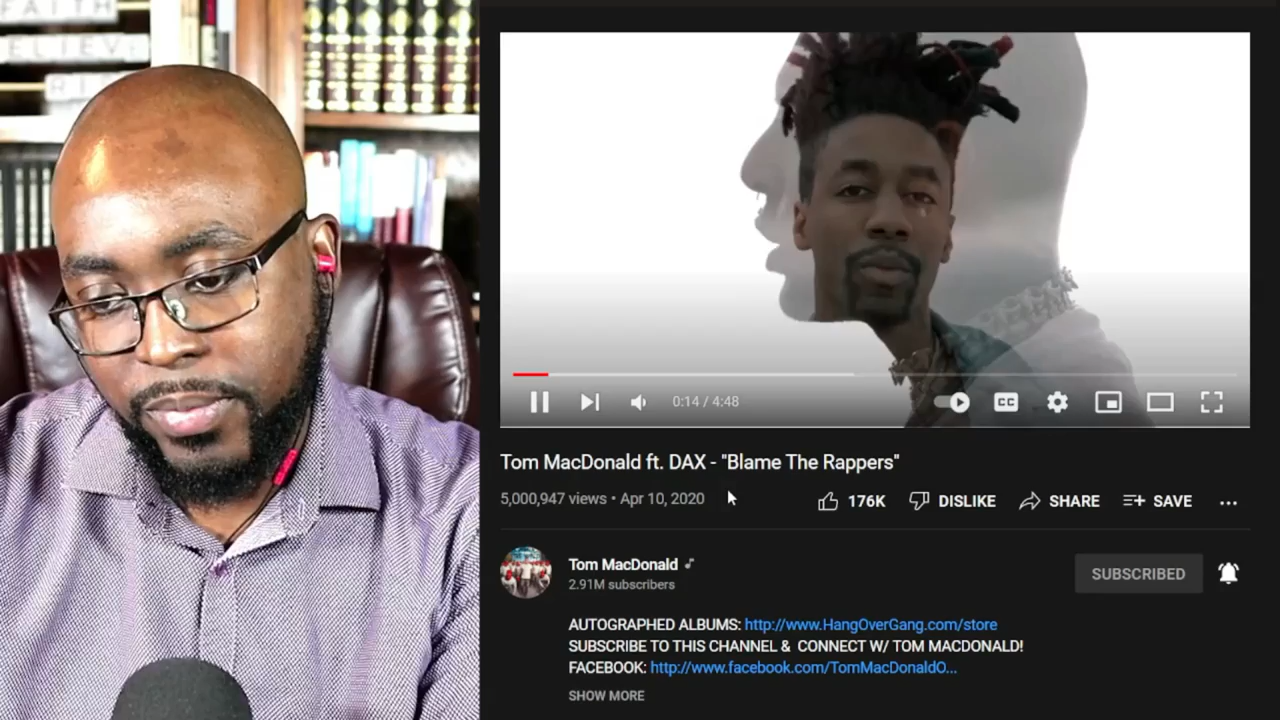 FAITH
0:14 / 4:48
CC
Tom MacDonald ft. DAX - "Blame The Rappers"
5,000,947 views • Apr 10, 2020
176K
DISLIKE
SHARE
SAVE
Tom MacDonald
2.91M subscribers
SUBSCRIBED
AUTOGRAPHED ALBUMS: http://www.HangOverGang.com/store
SUBSCRIBE TO THIS CHANNEL & CONNECT W/ TOM MACDONALD!
FACEBOOK: http://www.facebook.com/TomMacDonaldO...
SHOW MORE